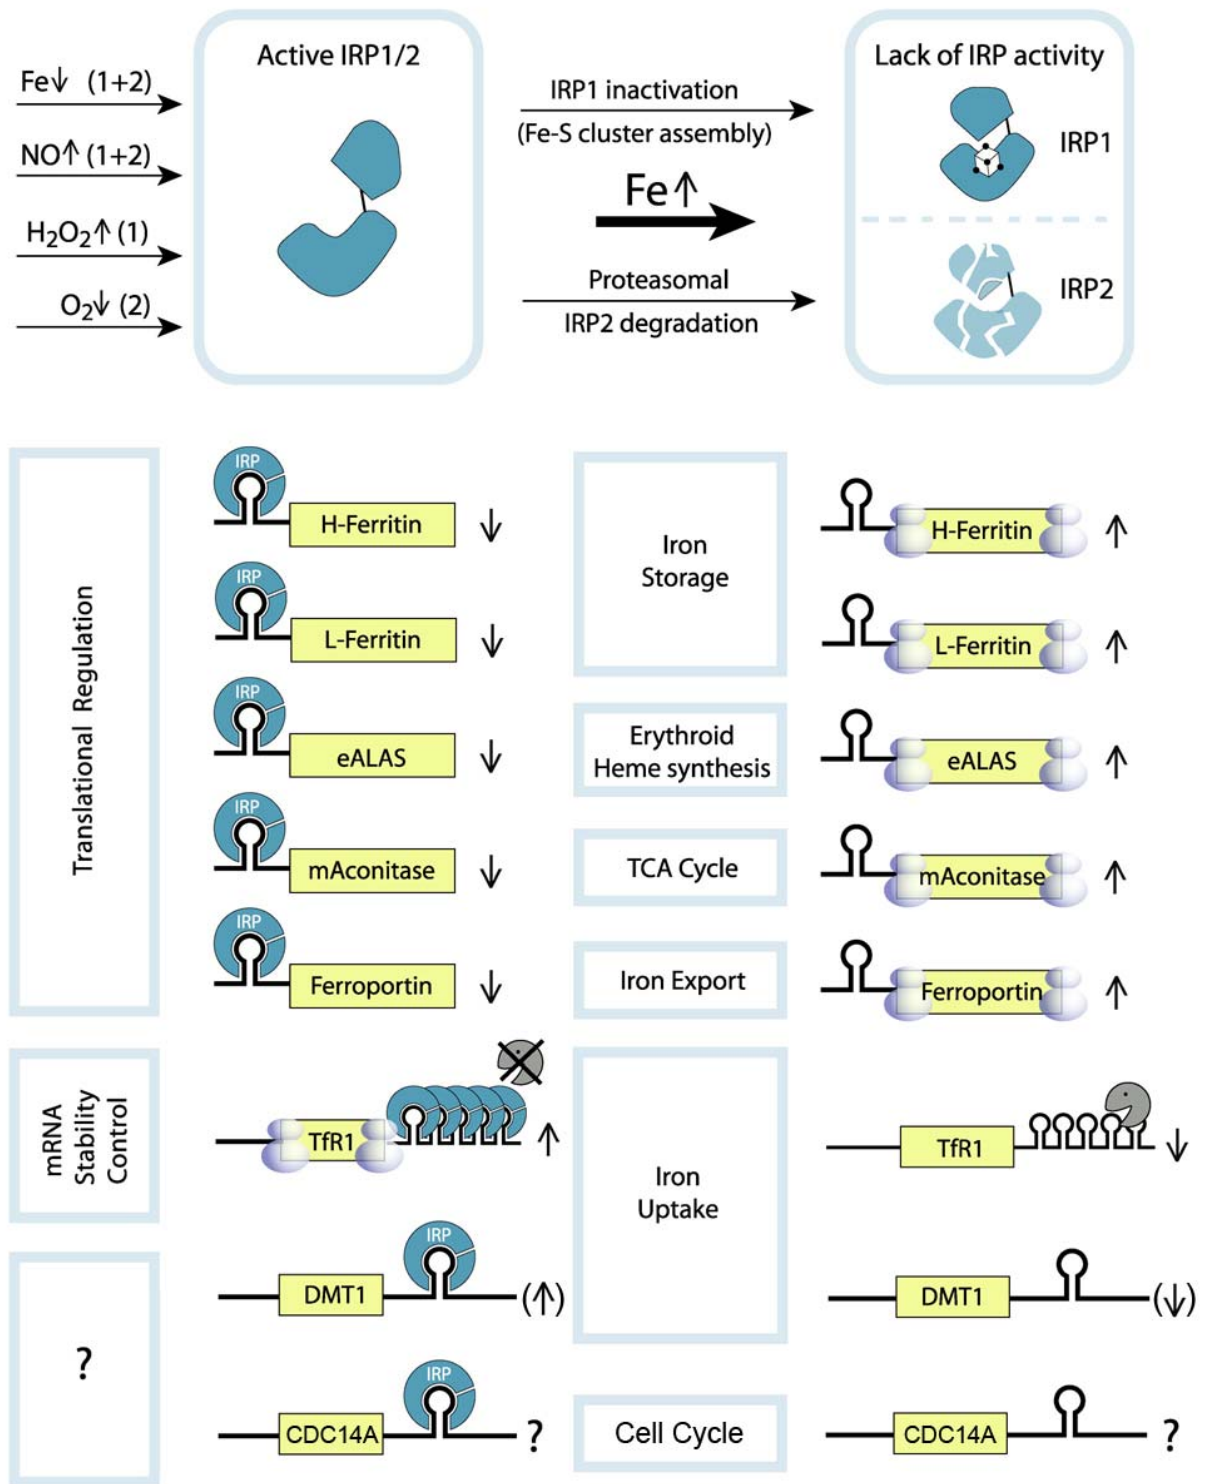 Active IRP1/2
Fe↓ (1+2)
NO↑ (1+2)
H₂O₂↑ (1)
O₂↓ (2)
IRP1 inactivation
(Fe-S cluster assembly)
Fe↑
Proteasomal
IRP2 degradation
Lack of IRP activity
IRP1
IRP2
Translational Regulation
IRP
H-Ferritin ↓
IRP
L-Ferritin ↓
IRP
eALAS ↓
IRP
mAconitase ↓
IRP
Ferroportin ↓
Iron
Storage
Erythroid
Heme synthesis
TCA Cycle
Iron Export
H-Ferritin ↑
L-Ferritin ↑
eALAS ↑
mAconitase ↑
Ferroportin ↑
mRNA
Stability
Control
TfR1 ↑
Iron
Uptake
TfR1 ↓
?
IRP
DMT1 (↑)
DMT1 (↓)
IRP
CDC14A ?
Cell Cycle
CDC14A ?